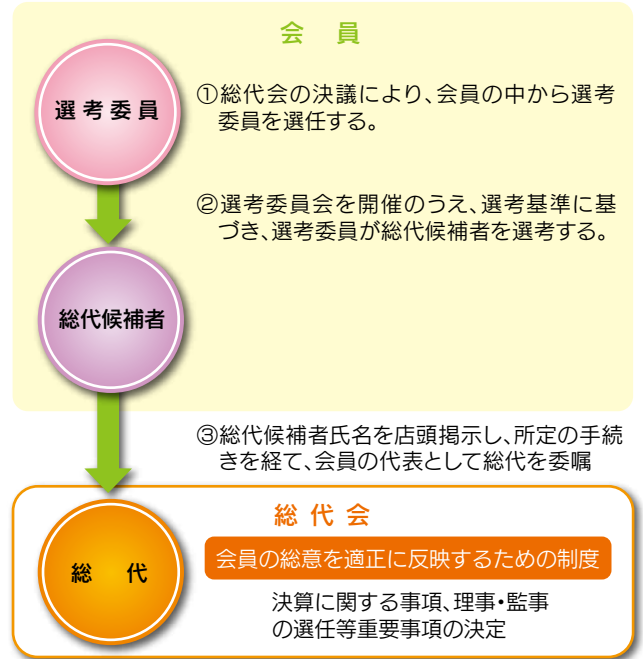 会　員
選考委員
①総代会の決議により、会員の中から選考
委員を選任する。
②選考委員会を開催のうえ、選考基準に基
づき、選考委員が総代候補者を選考する。
総代候補者
③総代候補者氏名を店頭掲示し、所定の手続
きを経て、会員の代表として総代を委嘱
総代会
総　代
会員の総意を適正に反映するための制度
決算に関する事項、理事・監事
の選任等重要事項の決定